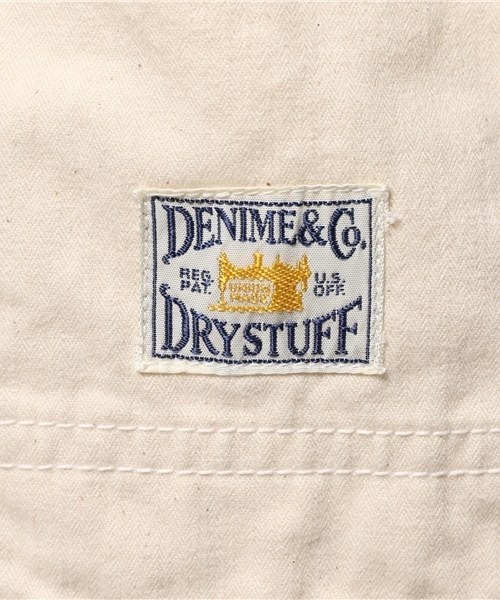 DENIME & Co.
REG. U.S.
PAT. OFF.
DRYSTUFF